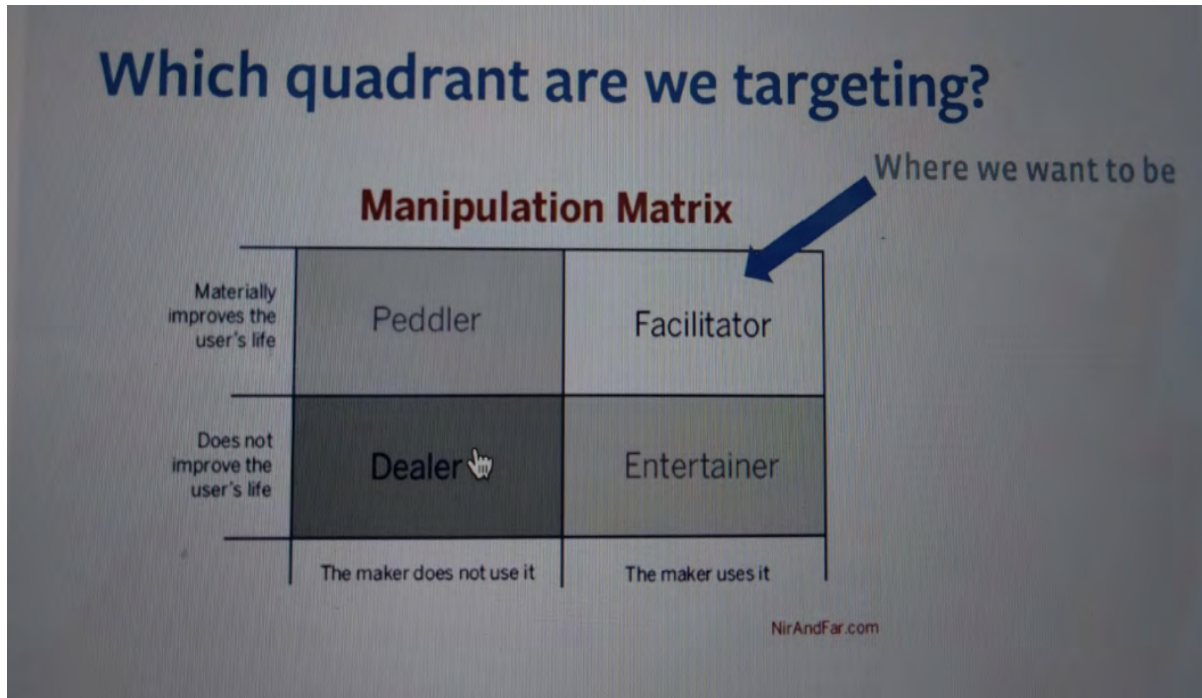 Which quadrant are we targeting?
Where we want to be
Manipulation Matrix
Materially
improves the
user's life
Peddler
Facilitator
Does not
improve the
user's life
Dealer
Entertainer
The maker does not use it
The maker uses it
NirAndFar.com